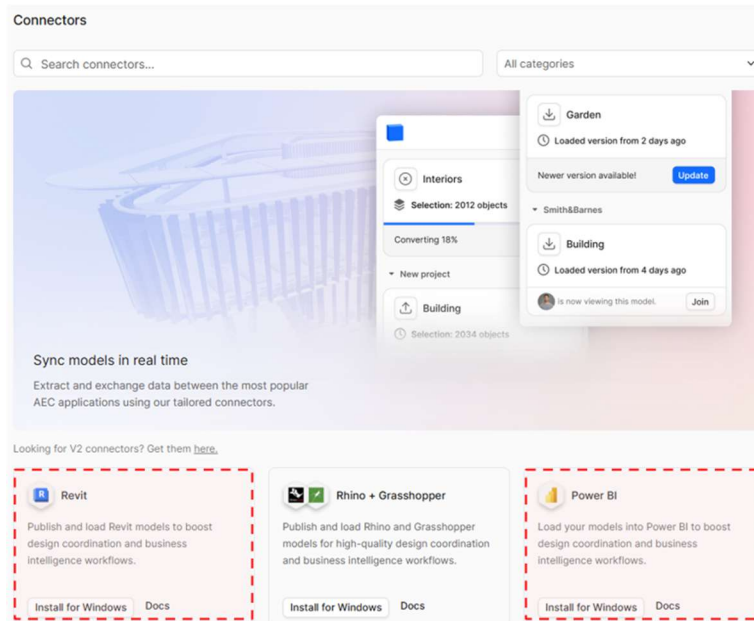 Connectors
Search connectors...
All categories
Garden
Loaded version from 2 days ago
Newer version available!
Update
Smith&Barnes
Building
Loaded version from 4 days ago
is now viewing this model.
Join
Interiors
Selection: 2012 objects
Converting 18%
New project
Building
Selection: 2034 objects
Sync models in real time
Extract and exchange data between the most popular
AEC applications using our tailored connectors.
Looking for V2 connectors? Get them here.
R
Revit
Publish and load Revit models to boost
design coordination and business
intelligence workflows.
Install for Windows
Docs
Rhino + Grasshopper
Publish and load Rhino and Grasshopper
models for high-quality design coordination
and business intelligence workflows.
Install for Windows
Docs
Power BI
Load your models into Power BI to boost
design coordination and business
intelligence workflows.
Install for Windows
Docs